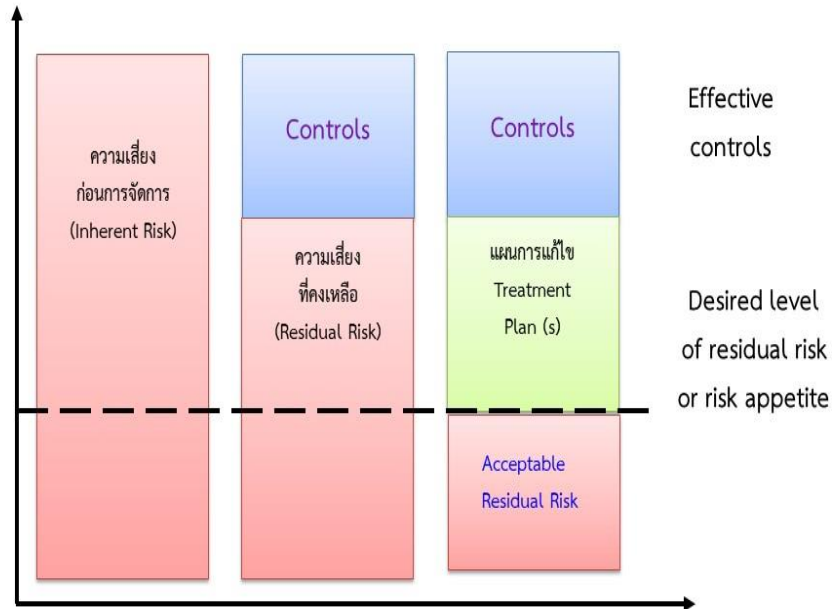 ความเสี่ยง
ก่อนการจัดการ
(Inherent Risk)
Controls
ความเสี่ยง
ที่คงเหลือ
(Residual Risk)
Controls
แผนการแก้ไข
Treatment
Plan (s)
Acceptable
Residual Risk
Effective
controls
Desired level
of residual risk
or risk appetite